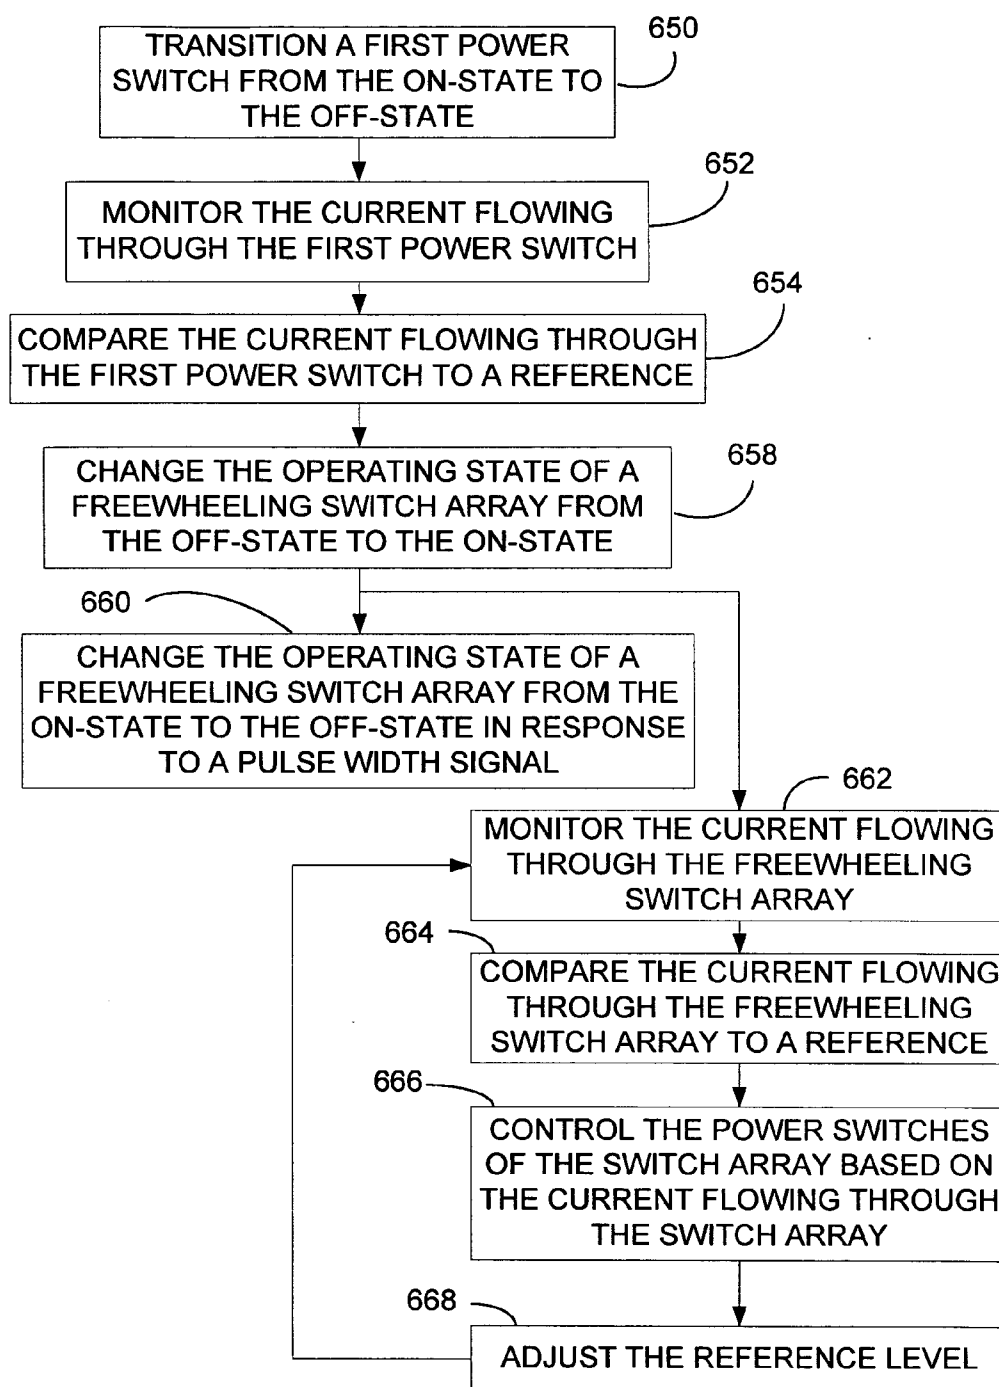 TRANSITION A FIRST POWER
SWITCH FROM THE ON-STATE TO
THE OFF-STATE
650
MONITOR THE CURRENT FLOWING
THROUGH THE FIRST POWER SWITCH
652
COMPARE THE CURRENT FLOWING THROUGH
THE FIRST POWER SWITCH TO A REFERENCE
654
CHANGE THE OPERATING STATE OF A
FREEWHEELING SWITCH ARRAY FROM
THE OFF-STATE TO THE ON-STATE
658
660
CHANGE THE OPERATING STATE OF A
FREEWHEELING SWITCH ARRAY FROM THE
ON-STATE TO THE OFF-STATE IN RESPONSE
TO A PULSE WIDTH SIGNAL
662
MONITOR THE CURRENT FLOWING
THROUGH THE FREEWHEELING
SWITCH ARRAY
664
COMPARE THE CURRENT FLOWING
THROUGH THE FREEWHEELING
SWITCH ARRAY TO A REFERENCE
666
CONTROL THE POWER SWITCHES
OF THE SWITCH ARRAY BASED ON
THE CURRENT FLOWING THROUGH
THE SWITCH ARRAY
668
ADJUST THE REFERENCE LEVEL